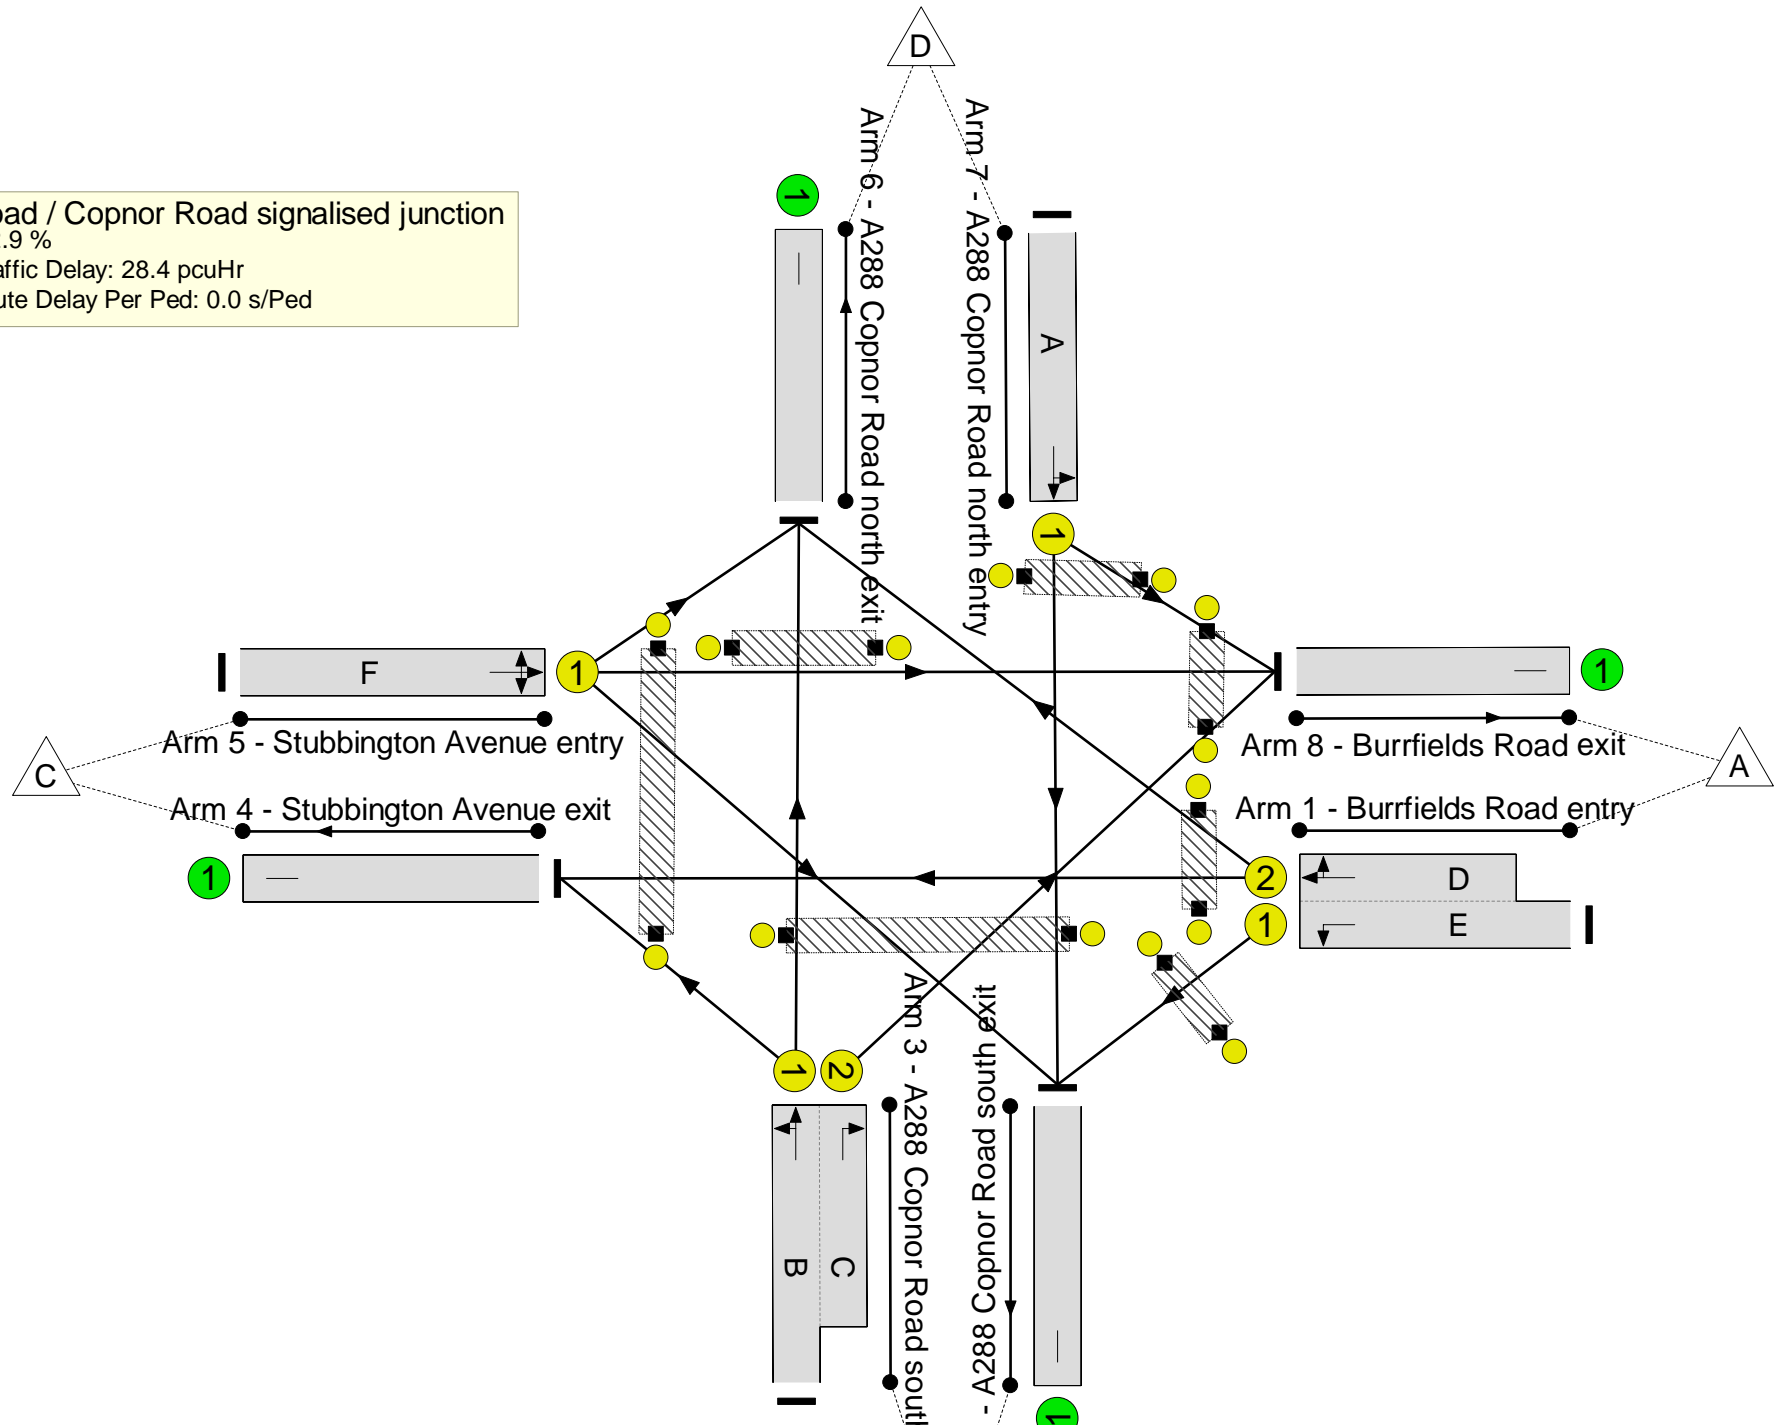 D
oad / Copnor Road signalised junction
.9 %
affic Delay: 28.4 pcuHr
ute Delay Per Ped: 0.0 s/Ped
1
Arm 6 - A288 Copnor Road north exit
Arm 7 - A288 Copnor Road north entry
A
1
F
1
1
Arm 5 - Stubbington Avenue entry
Arm 8 - Burrfields Road exit
C
A
Arm 4 - Stubbington Avenue exit
Arm 1 - Burrfields Road entry
1
2
D
1
E
1
2
Arm 3 - A288 Copnor Road south
- A288 Copnor Road south exit
B
C
1